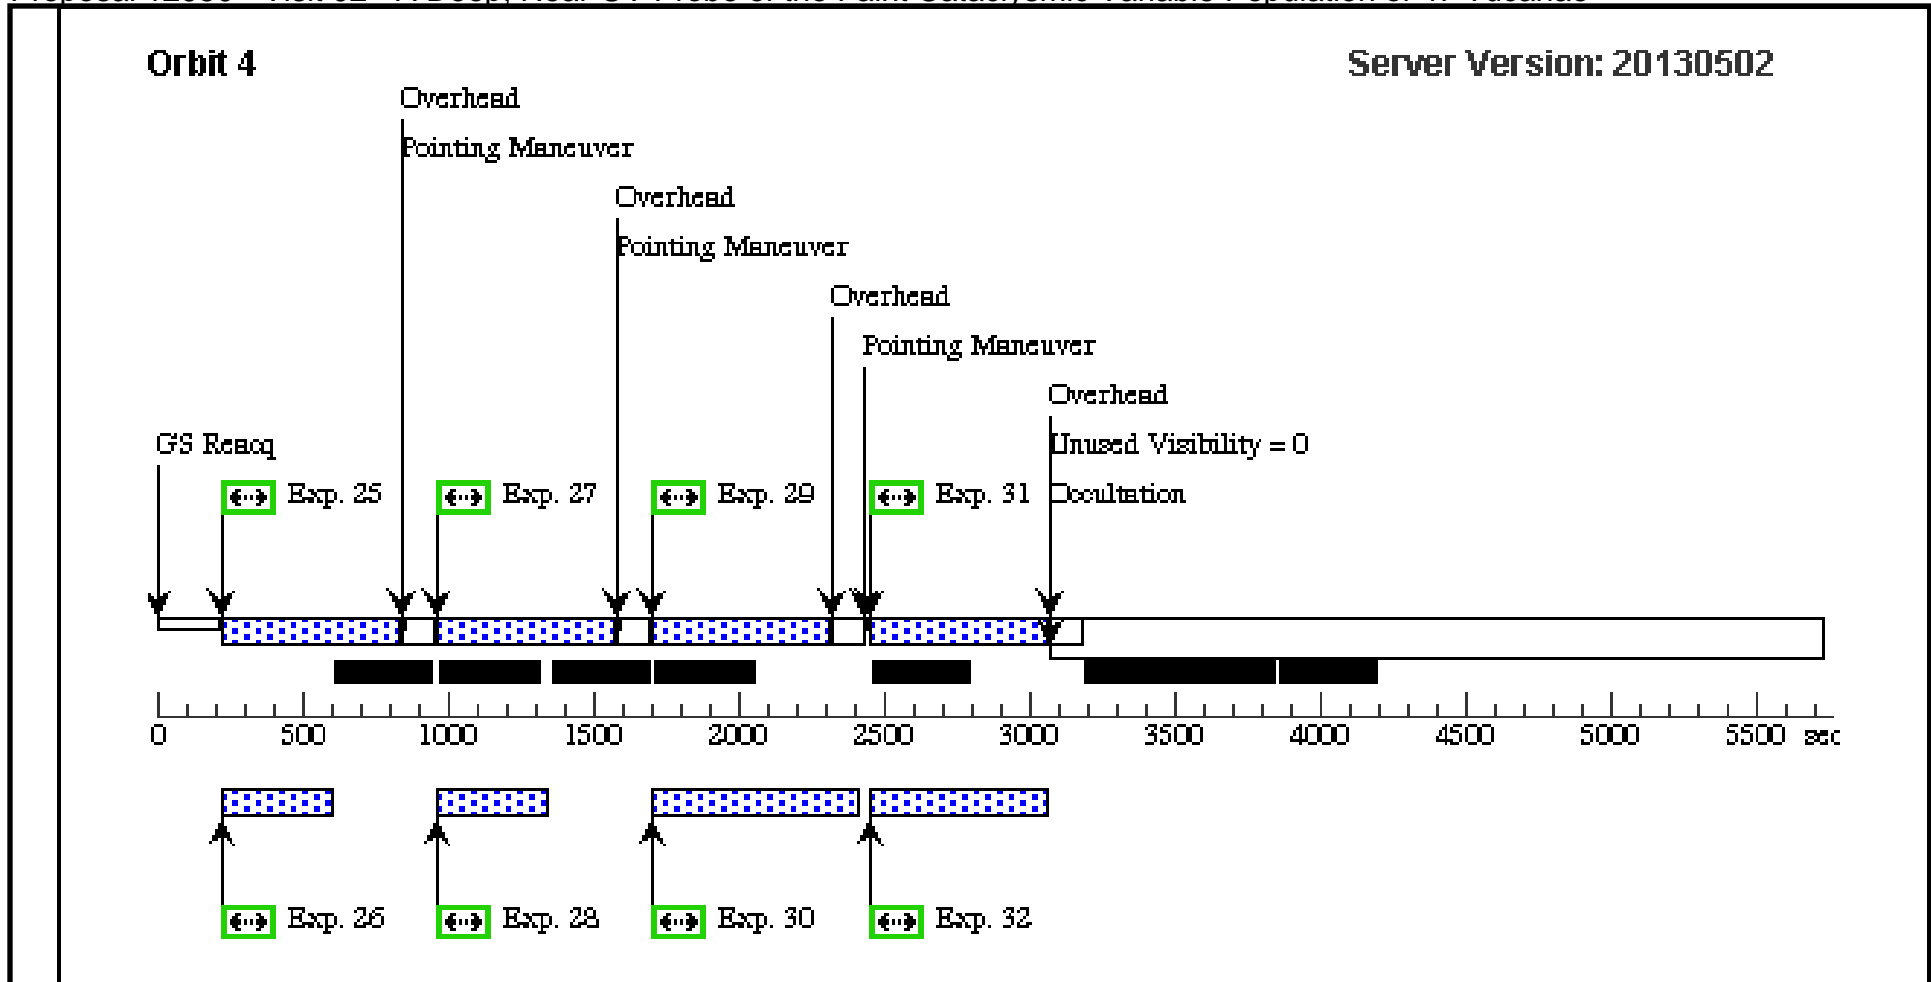 Orbit 4
Server Version: 20130502
Overhead
Pointing Maneuver
Overhead
Pointing Maneuver
Overhead
Pointing Maneuver
Overhead
GS Reacq
Unused Visibility = 0
Exp. 25
Exp. 27
Exp. 29
Exp. 31
Occultation
0 500 1000 1500 2000 2500 3000 3500 4000 4500 5000 5500 sec
Exp. 26
Exp. 28
Exp. 30
Exp. 32